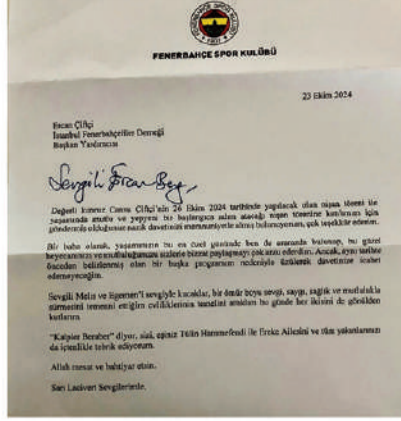 FENERBAHÇE SPOR KULÜBÜ
23 Ekim 2024
Ercan Çiftçi
İstanbul Fenerbahçeliler Derneği
Başkan Yardımcısı
Sevgili Ercan Bey,
Değerli kızınız Cansu Çiftçi'nin 26 Ekim 2024 tarihinde yapılacak olan nişan töreni ile
yaşamında mutlu ve yepyeni bir başlangıca adım atacağı nişan törenine katılmam için
göndermiş olduğunuz nazik davetinizi memnuniyetle almış bulunuyorum, çok teşekkür ederim.
Bir baba olarak, yaşamınızın bu en özel gününde ben de aranızda bulunup, bu güzel
heyecanınızı ve mutluluğunuzu sizlerle bizzat paylaşmayı çok arzu ederdim. Ancak, aynı tarihte
önceden belirlenmiş olan bir başka programım nedeniyle üzülerek davetinize icabet
edemeyeceğim.
Sevgili Melis ve Egemen'i sevgiyle kucaklar, bir ömür boyu sevgi, saygı, sağlık ve mutlulukla
sürmesini temenni ettiğim evliliklerinin temelini attıkları bu günde her ikisini de gönülden
kutlarım.
"Kalpler Beraber" diyor, sizi, eşiniz Tülin Hanımefendi ile Ailesini ve tüm yakınlarınızı
da içtenlikle tebrik ediyorum.
Allah mesut ve bahtiyar etsin.
Sarı Lacivert Sevgilerimle.